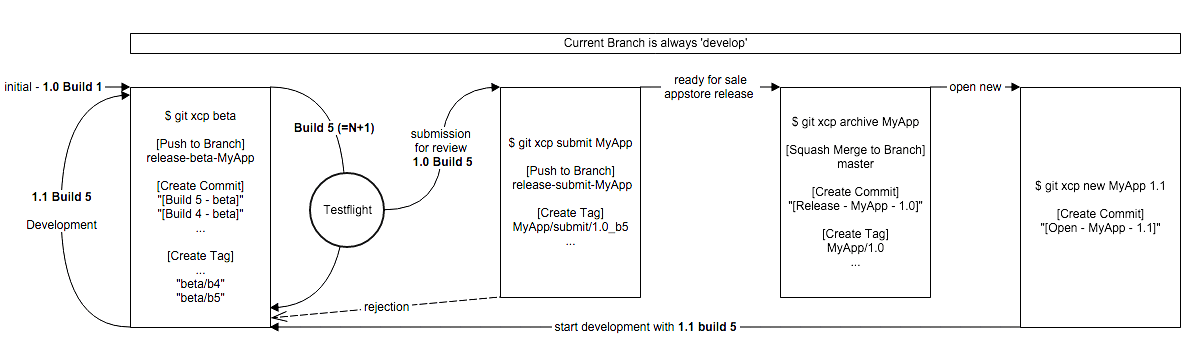 Current Branch is always 'develop'
initial - 1.0 Build 1
$ git xcp beta
[Push to Branch]
release-beta-MyApp
[Create Commit]
"[Build 5 - beta]"
"[Build 4 - beta]"
...
[Create Tag]
...
"beta/b4"
"beta/b5"
1.1 Build 5
Development
Build 5 (=N+1)
Testflight
submission
for review
1.0 Build 5
$ git xcp submit MyApp
[Push to Branch]
release-submit-MyApp
[Create Tag]
MyApp/submit/1.0_b5
...
rejection
ready for sale
appstore release
$ git xcp archive MyApp
[Squash Merge to Branch]
master
[Create Commit]
"[Release - MyApp - 1.0]"
[Create Tag]
MyApp/1.0
...
open new
$ git xcp new MyApp 1.1
[Create Commit]
"[Open - MyApp - 1.1]"
start development with 1.1 build 5